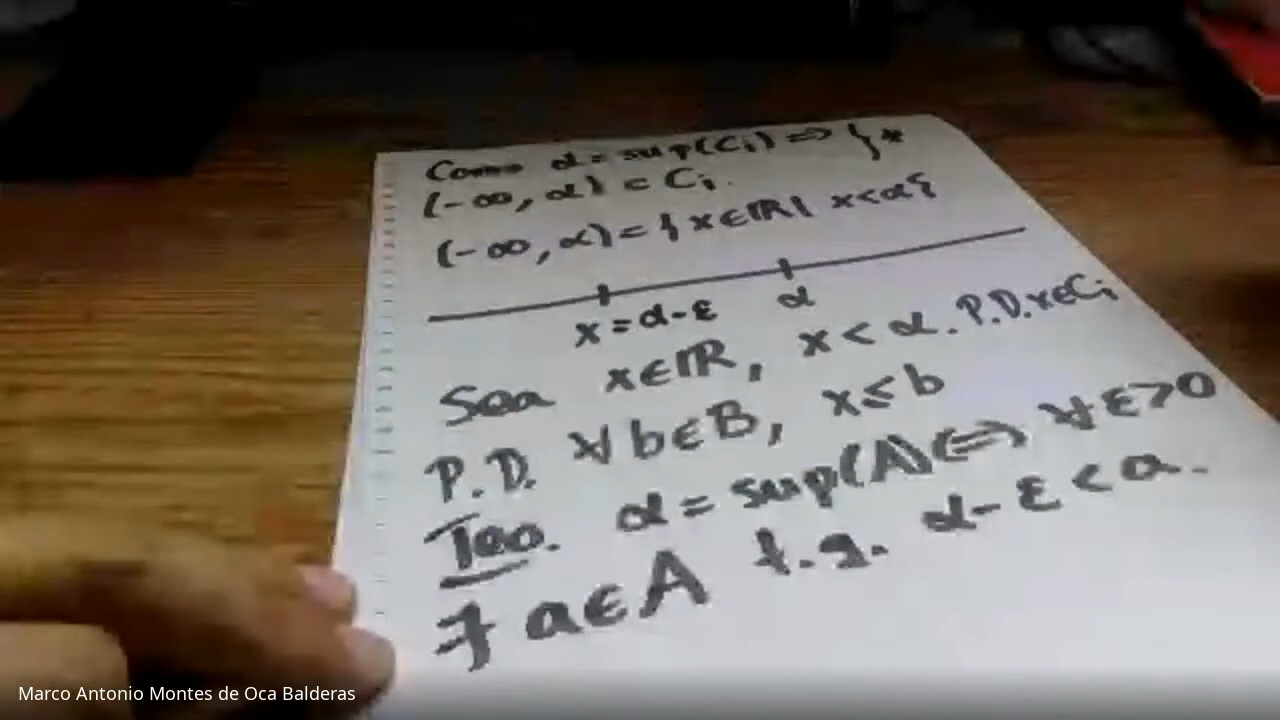 Como α = sup(Ci) ⇒ } *
(-∞, α) ⊂ Ci.
(-∞, α) = { x∈ℝ | x<α }
x = α-ε α
Sea x∈ℝ, x < α. P.D. x∈Ci
P.D. ∀ b∈B, x ≤ b
Teo. α = sup(A) ⇔ ∀ ε>0
∃ a∈A t.q. α-ε < a.
Marco Antonio Montes de Oca Balderas